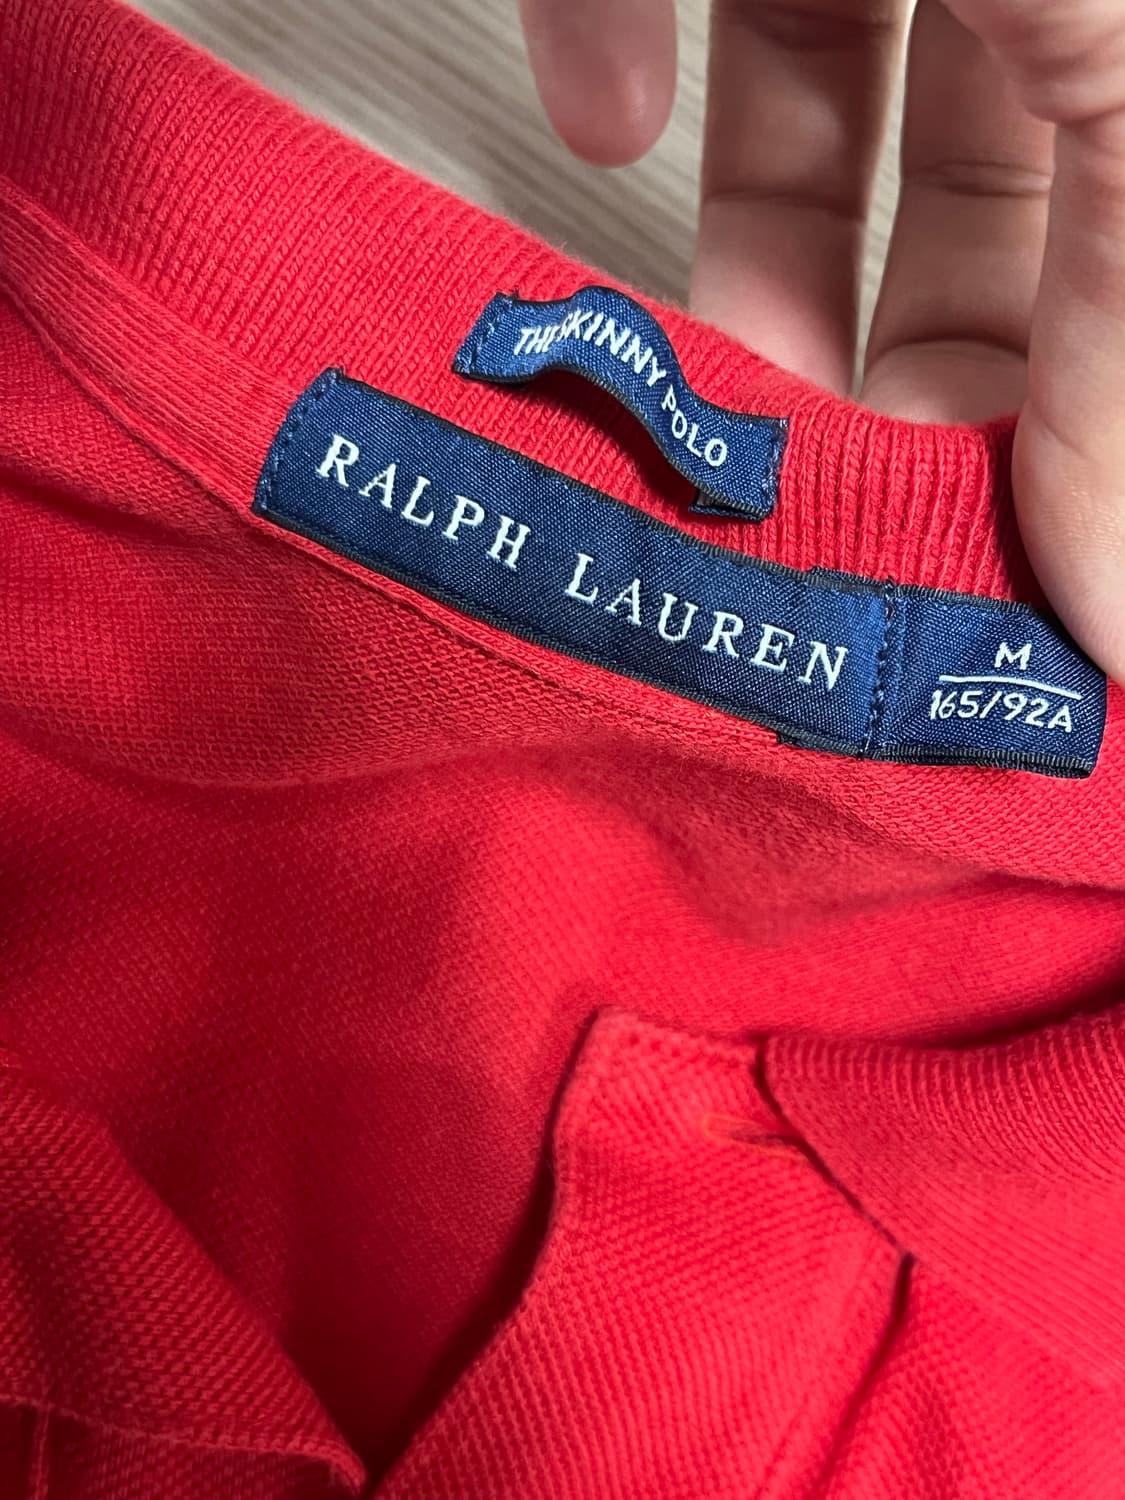 THE SKINNY POLO
RALPH LAUREN
M
165/92A